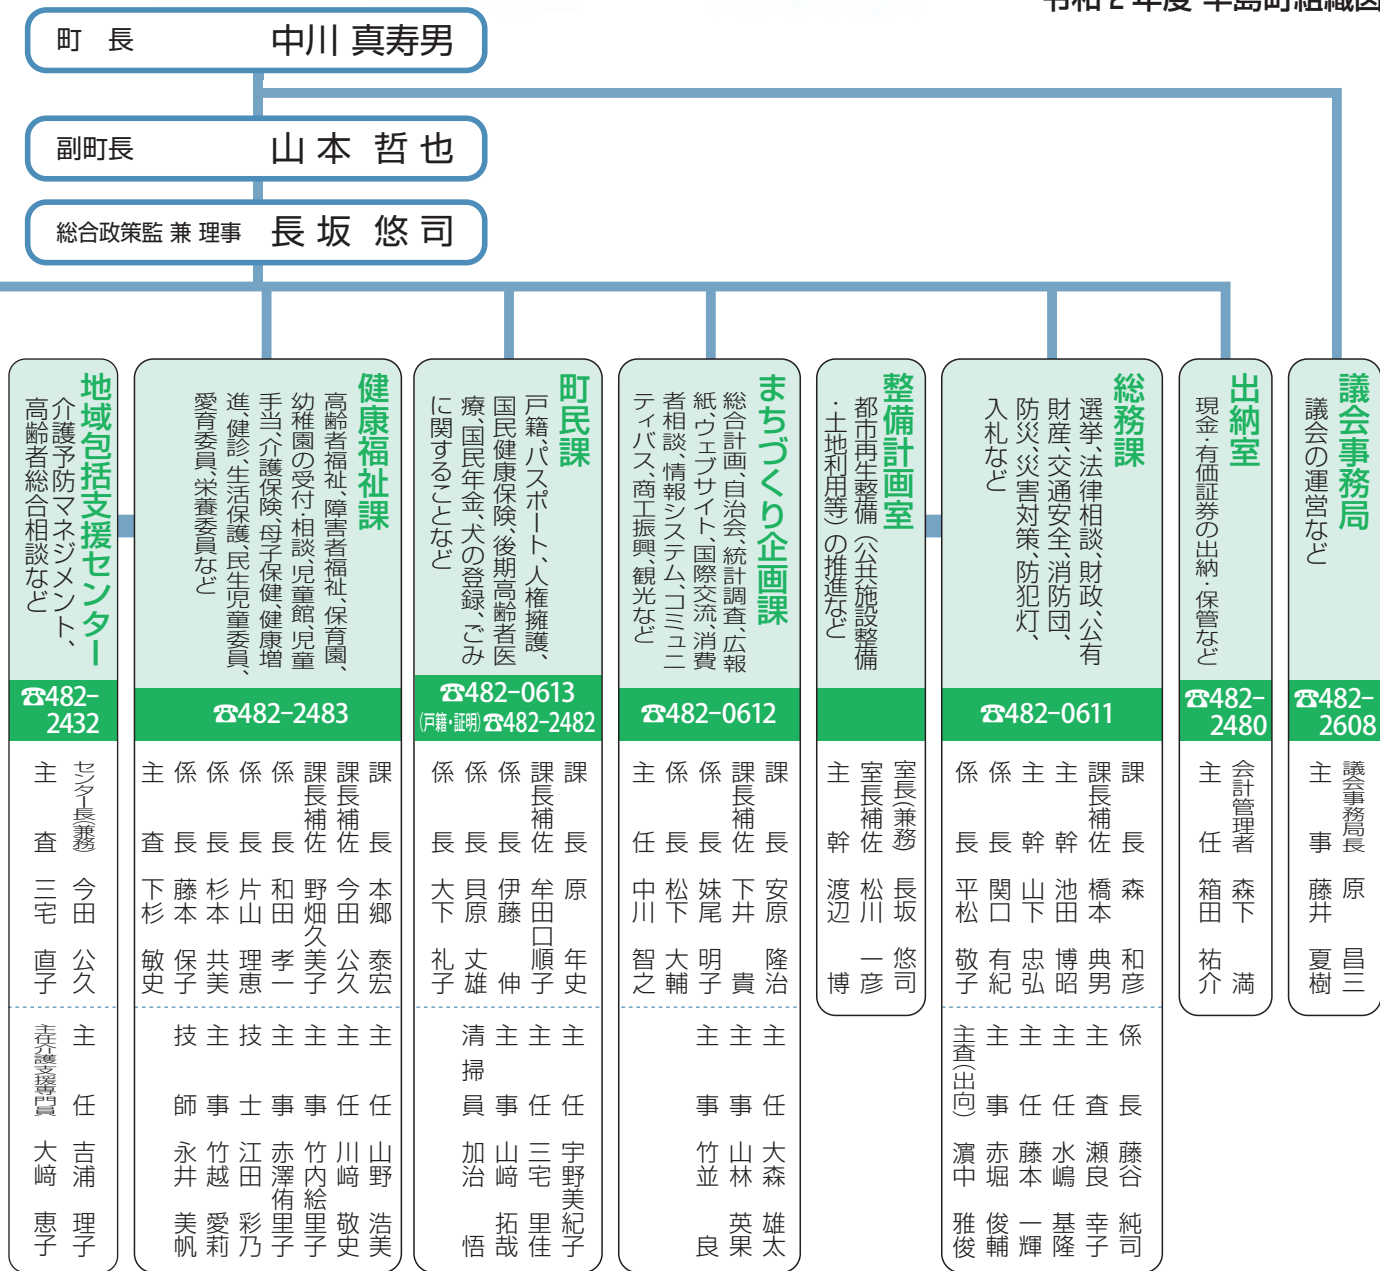 令和2年度 早島町組織図
町長 中川 真寿男
副町長 山本 哲也
総合政策監 兼 理事 長坂 悠司
議会事務局
議会の運営など
☎482−
2608
議会事務局長 原 昌三
主事 藤井 夏樹
出納室
現金・有価証券の出納・保管など
☎482−
2480
会計管理者 森下 満
主任 箱田 祐介
総務課
選挙、法律相談、財政、公有
財産、交通安全、消防団、
防災、災害対策、防犯灯、
入札など
☎482−0611
課長 森 和彦
課長補佐 橋本 典男
主幹 池田 博昭
主幹 山下 忠弘
係長 関口 有紀
係長 平松 敬子
係長 藤谷 純司
主査 瀬良 幸子
主任 水嶋 基隆
主任 藤本 一輝
主事 赤堀 俊輔
主査(出向) 濵中 雅俊
整備計画室
都市再生整備(公共施設整備
・土地利用等)の推進など
室長(兼務) 長坂 悠司
室長補佐 松川 一彦
主幹 渡辺 博
まちづくり企画課
総合計画、自治会、統計調査、広報
紙、ウェブサイト、国際交流、消費
者相談、情報システム、コミュニ
ティバス、商工振興、観光など
☎482−0612
課長 安原 隆治
課長補佐 下井 貴
係長 妹尾 明子
係長 松下 大輔
主任 中川 智之
主任 大森 雄太
主事 山林 英果
主事 竹並 良
町民課
戸籍、パスポート、人権擁護、
国民健康保険、後期高齢者医
療、国民年金、犬の登録、ごみ
に関することなど
☎482−0613
(戸籍・証明)☎482−2482
課長 原 年史
課長補佐 牟田口順子
係長 伊藤 伸
係長 貝原 丈雄
係長 大下 礼子
主任 宇野美紀子
主任 三宅 里佳
主事 山﨑 拓哉
清掃員 加治 悟
健康福祉課
高齢者福祉、障害者福祉、保育園、
幼稚園の受付・相談、児童館、児童
手当、介護保険、母子保健、健康増
進、健診、生活保護、民生児童委員、
愛育委員、栄養委員など
☎482−2483
課長 本郷 泰宏
課長補佐 今田 公久
課長補佐 野畑久美子
係長 和田 孝一
係長 片山 理恵
係長 杉本 共美
係長 藤本 保子
主査 下杉 敏史
主任 山野 浩美
主任 川﨑 敬史
主事 竹内絵里子
主事 赤澤侑里子
技士 江田 彩乃
主事 竹越 愛莉
技師 永井 美帆
地域包括支援センター
介護予防マネジメント、
高齢者総合相談など
☎482−
2432
センター長(兼務) 今田 公久
主査 三宅 直子
主任 吉浦 理子
主任介護支援専門員 大﨑 恵子